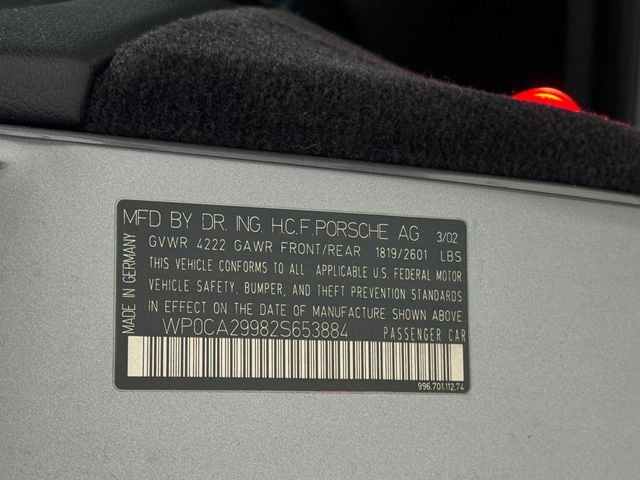 MFD BY DR. ING. H.C.F. PORSCHE AG 3/02
GVWR 4222 GAWR FRONT/REAR 1819/2601 LBS
THIS VEHICLE CONFORMS TO ALL APPLICABLE U.S. FEDERAL MOTOR
VEHICLE SAFETY, BUMPER, AND THEFT PREVENTION STANDARDS
IN EFFECT ON THE DATE OF MANUFACTURE SHOWN ABOVE
WP0CA29982S653884 PASSENGER CAR
996.701.112.74
MADE IN GERMANY